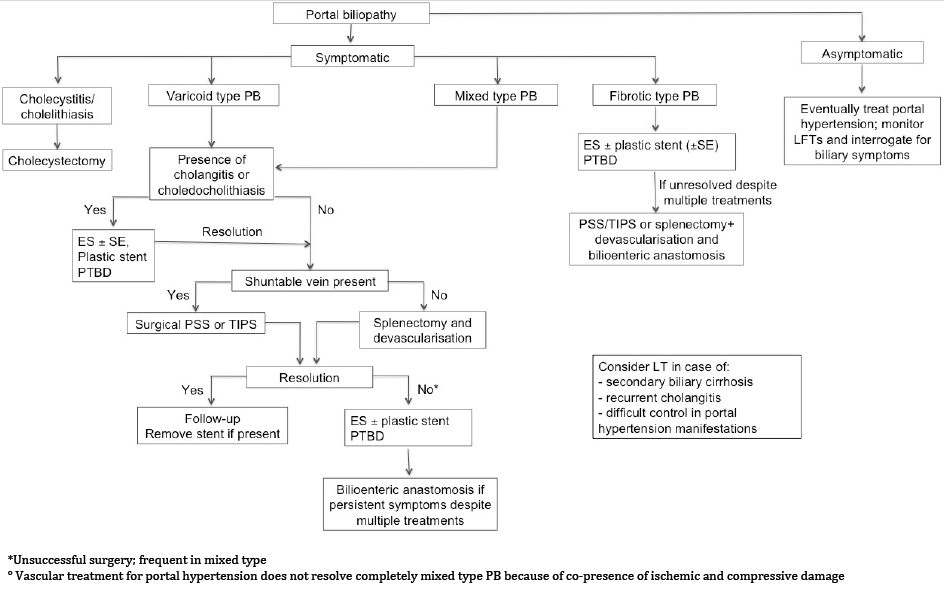 Portal biliopathy
Symptomatic
Asymptomatic
Cholecystitis/
cholelithiasis
Varicoid type PB
Mixed type PB
Fibrotic type PB
Eventually treat portal
hypertension; monitor
LFTs and interrogate for
biliary symptoms
Cholecystectomy
Presence of
cholangitis or
choledocholithiasis
ES ± plastic stent (±SE)
PTBD
If unresolved despite
multiple treatments
Yes
No
PSS/TIPS or splenectomy+
devascularisation and
bilioenteric anastomosis
ES ± SE,
Plastic stent
PTBD
Resolution
Shuntable vein present
Yes
No
Surgical PSS or TIPS
Splenectomy and
devascularisation
Resolution
Yes
No*
Follow-up
Remove stent if present
ES ± plastic stent
PTBD
Consider LT in case of:
- secondary biliary cirrhosis
- recurrent cholangitis
- difficult control in portal
hypertension manifestations
Bilioenteric anastomosis if
persistent symptoms despite
multiple treatments
*Unsuccessful surgery; frequent in mixed type
° Vascular treatment for portal hypertension does not resolve completely mixed type PB because of co-presence of ischemic and compressive damage